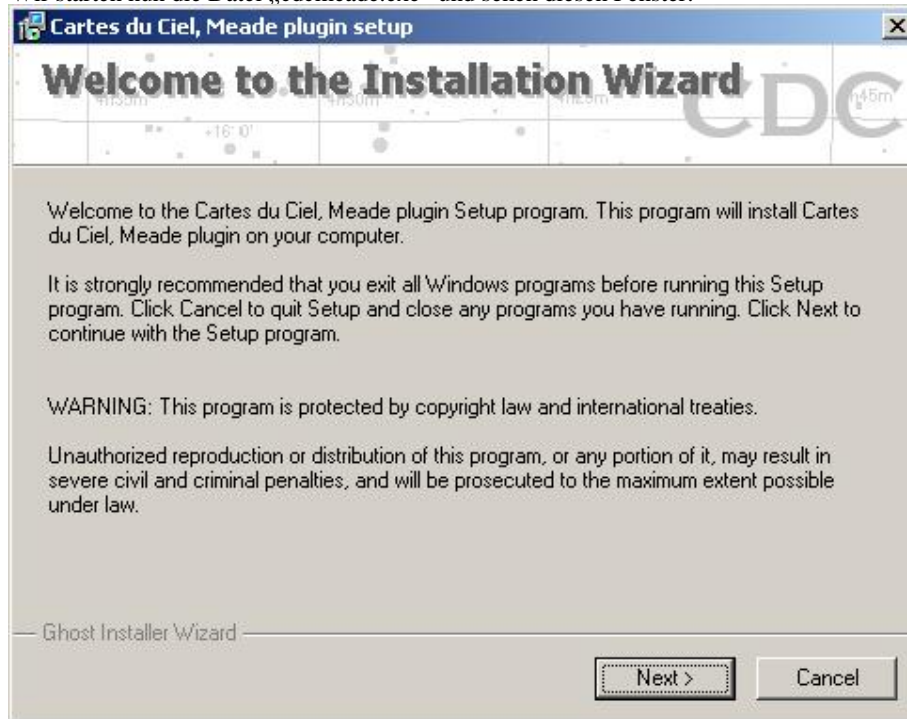 Cartes du Ciel, Meade plugin setup
Welcome to the Installation Wizard
CDC
+16° 0'
Welcome to the Cartes du Ciel, Meade plugin Setup program. This program will install Cartes
du Ciel, Meade plugin on your computer.
It is strongly recommended that you exit all Windows programs before running this Setup
program. Click Cancel to quit Setup and close any programs you have running. Click Next to
continue with the Setup program.
WARNING: This program is protected by copyright law and international treaties.
Unauthorized reproduction or distribution of this program, or any portion of it, may result in
severe civil and criminal penalties, and will be prosecuted to the maximum extent possible
under law.
Ghost Installer Wizard
Next >
Cancel